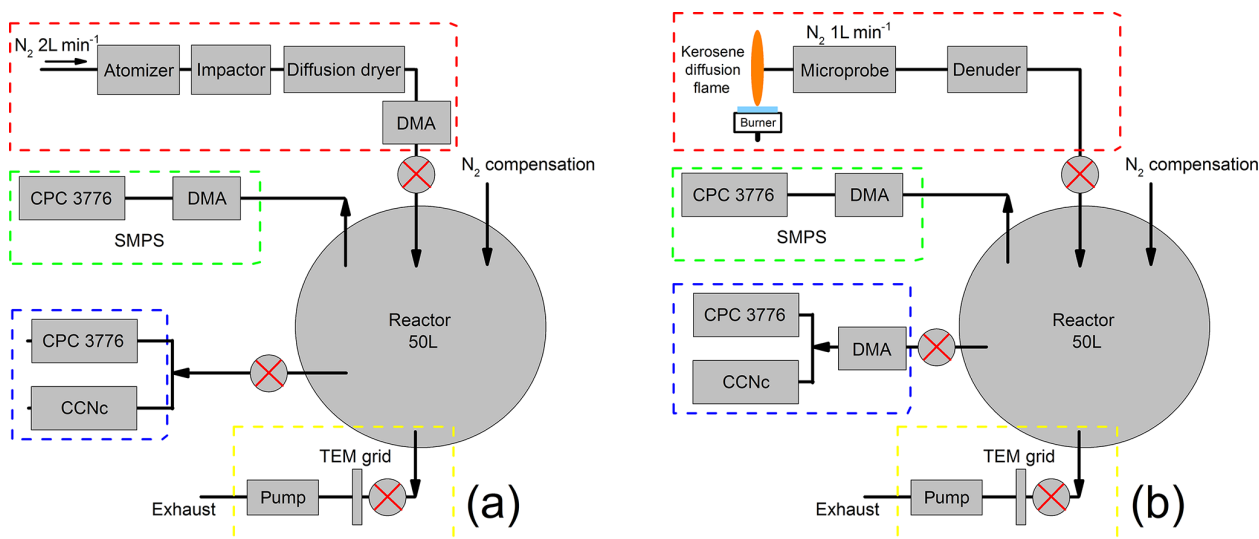 N₂ 2L min⁻¹
Atomizer
Impactor
Diffusion dryer
DMA
N₂ compensation
CPC 3776
DMA
SMPS
Reactor
50L
CPC 3776
CCNc
TEM grid
Pump
Exhaust
(a)
Kerosene
diffusion
flame
N₂ 1L min⁻¹
Microprobe
Denuder
Burner
N₂ compensation
CPC 3776
DMA
SMPS
Reactor
50L
CPC 3776
DMA
CCNc
TEM grid
Pump
Exhaust
(b)